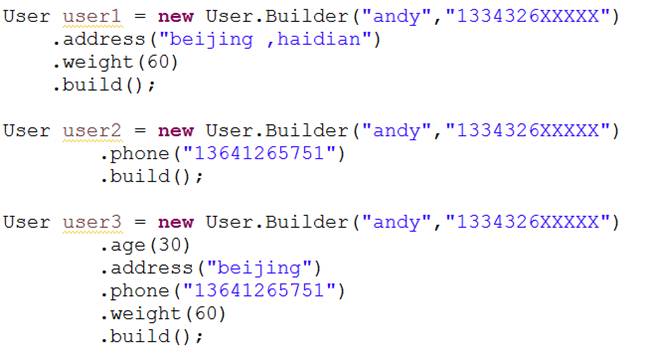 User user1 = new User.Builder("andy","1334326XXXXX")
.address("beijing ,haidian")
.weight(60)
.build();
User user2 = new User.Builder("andy","1334326XXXXX")
.phone("13641265751")
.build();
User user3 = new User.Builder("andy","1334326XXXXX")
.age(30)
.address("beijing")
.phone("13641265751")
.weight(60)
.build();